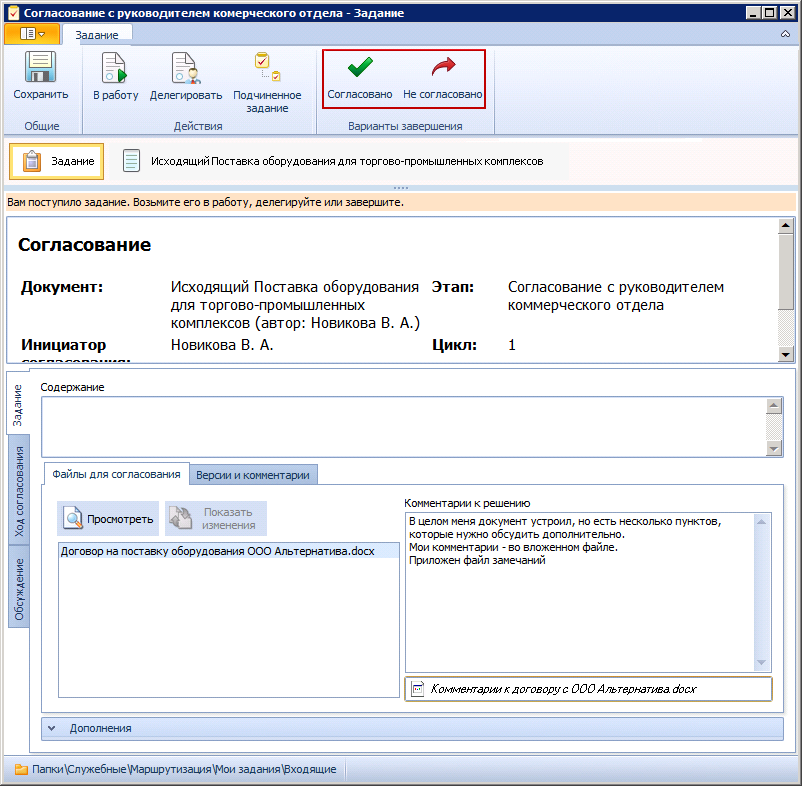 Согласование с руководителем комерческого отдела - Задание
Задание
Сохранить
В работу
Делегировать
Подчиненное
задание
Согласовано
Не согласовано
Общие
Действия
Варианты завершения
Задание
Исходящий Поставка оборудования для торгово-промышленных комплексов
Вам поступило задание. Возьмите его в работу, делегируйте или завершите.
Согласование
Документ:
Исходящий Поставка оборудования
для торгово-промышленных
комплексов (автор: Новикова В. А.)
Этап:
Согласование с руководителем
коммерческого отдела
Инициатор
согласования:
Новикова В. А.
Цикл:
1
Задание
Ход согласования
Обсуждение
Содержание
Файлы для согласования
Версии и комментарии
Просмотреть
Показать
изменения
Договор на поставку оборудования ООО Альтернатива.docx
Комментарии к решению
В целом меня документ устроил, но есть несколько пунктов,
которые нужно обсудить дополнительно.
Мои комментарии - во вложенном файле.
Приложен файл замечаний
Комментарии к договору с ООО Альтернатива.docx
Дополнения
Папки\Служебные\Маршрутизация\Мои задания\Входящие